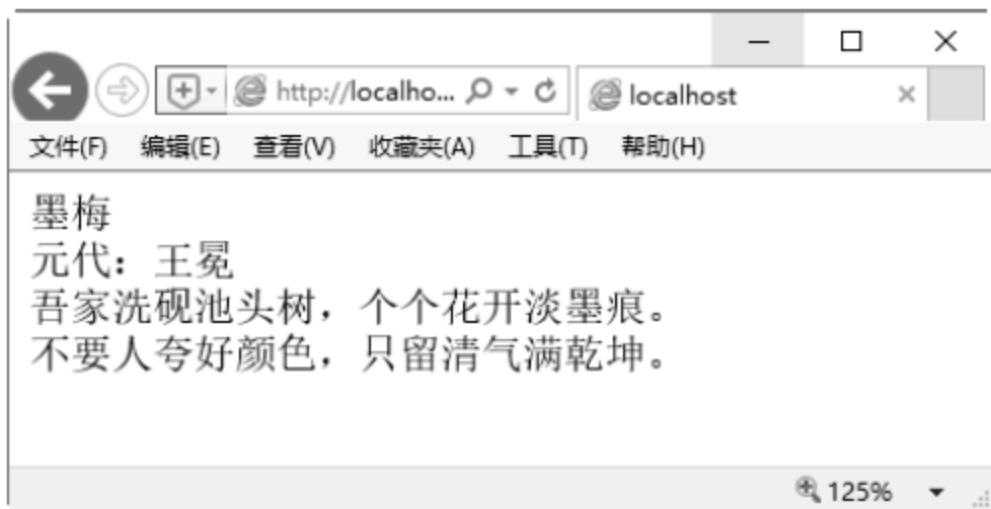 http://localho...
localhost
文件(F) 编辑(E) 查看(V) 收藏夹(A) 工具(T) 帮助(H)
墨梅
元代：王冕
吾家洗砚池头树，个个花开淡墨痕。
不要人夸好颜色，只留清气满乾坤。
125%